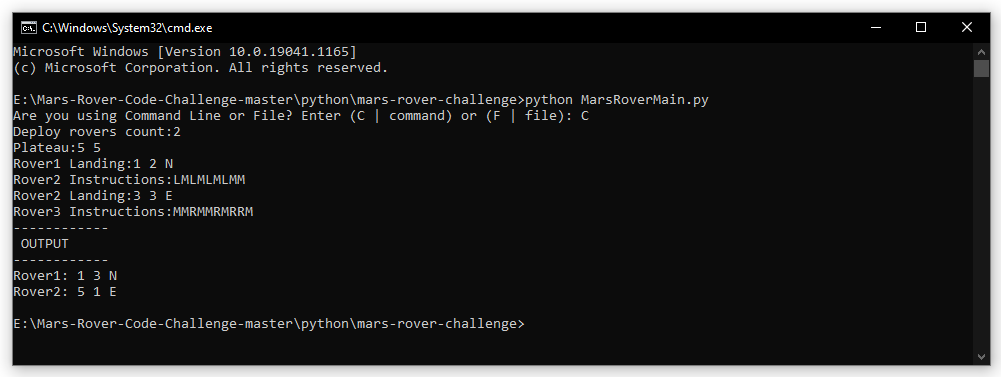 C:\Windows\System32\cmd.exe
Microsoft Windows [Version 10.0.19041.1165]
(c) Microsoft Corporation. All rights reserved.
E:\Mars-Rover-Code-Challenge-master\python\mars-rover-challenge>python MarsRoverMain.py
Are you using Command Line or File? Enter (C | command) or (F | file): C
Deploy rovers count:2
Plateau:5 5
Rover1 Landing:1 2 N
Rover2 Instructions:LMLMLMLMM
Rover2 Landing:3 3 E
Rover3 Instructions:MMRMMRMRRM
------------
 OUTPUT
------------
Rover1: 1 3 N
Rover2: 5 1 E
E:\Mars-Rover-Code-Challenge-master\python\mars-rover-challenge>